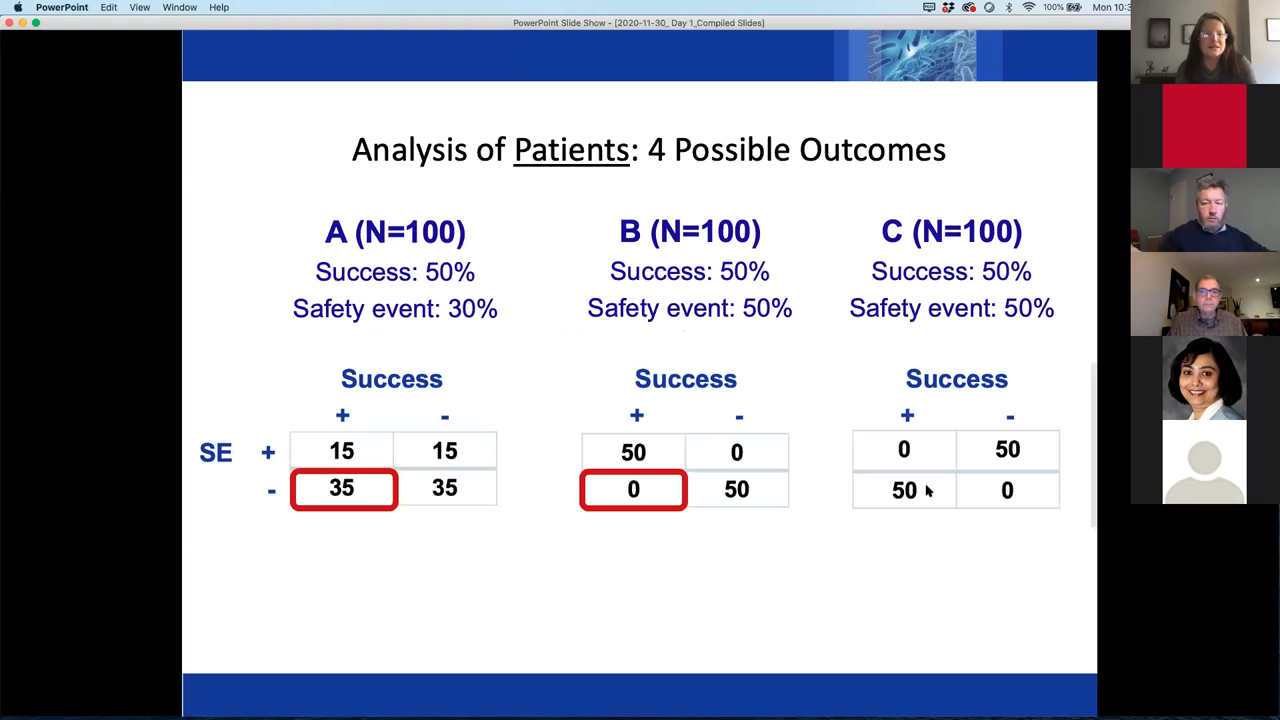 PowerPoint Edit View Window Help 100% Mon 10:3
PowerPoint Slide Show - [2020-11-30_ Day 1_Compiled Slides]
Analysis of Patients: 4 Possible Outcomes
A (N=100) B (N=100) C (N=100)
Success: 50% Success: 50% Success: 50%
Safety event: 30% Safety event: 50% Safety event: 50%
Success Success Success
+ - + - + -
SE + 15 15 50 0 0 50
- 35 35 0 50 50 0